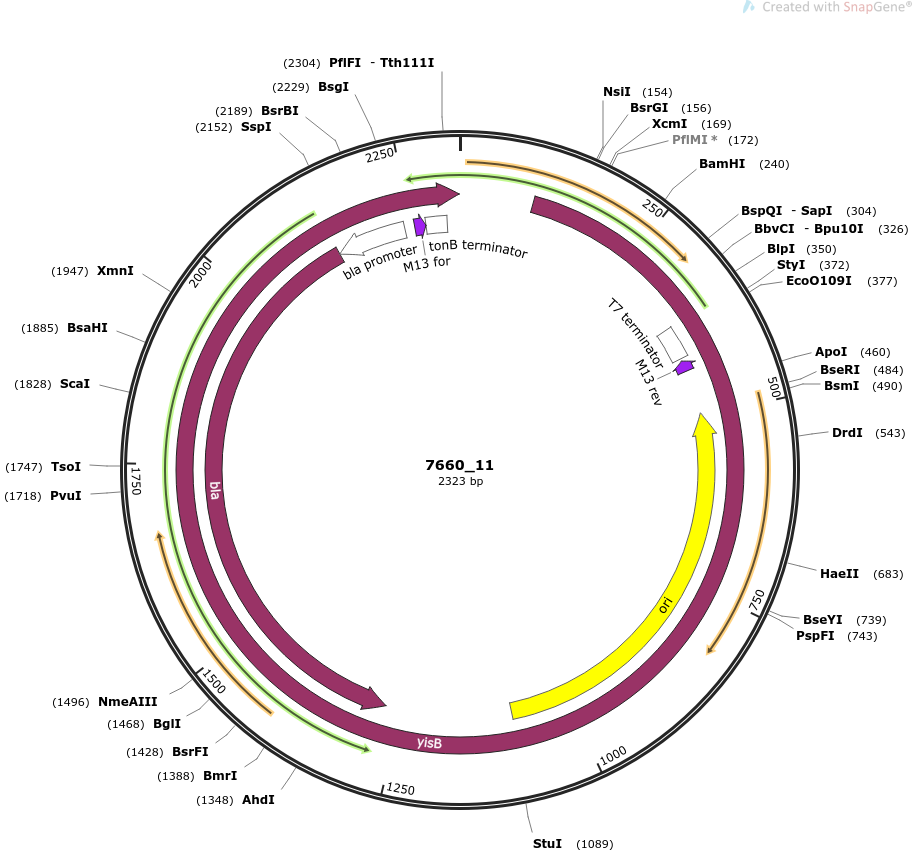 Created with SnapGene®
(2304) PflFI - Tth111I
(2229) BsgI
(2189) BsrBI
(2152) SspI
NsiI (154)
BsrGI (156)
XcmI (169)
PflMI * (172)
BamHI (240)
BspQI - SapI (304)
BbvCI - Bpu10I (326)
BlpI (350)
StyI (372)
EcoO109I (377)
ApoI (460)
BseRI (484)
BsmI (490)
DrdI (543)
HaeII (683)
BseYI (739)
PspFI (743)
StuI (1089)
(1947) XmnI
(1885) BsaHI
(1828) ScaI
(1747) TsoI
(1718) PvuI
(1496) NmeAIII
(1468) BglI
(1428) BsrFI
(1388) BmrI
(1348) AhdI
2250
250
500
750
1000
1250
1500
1750
2000
bla promoter
M13 for
tonB terminator
T7 terminator
M13 rev
bla
ori
yisB
7660_11
2323 bp